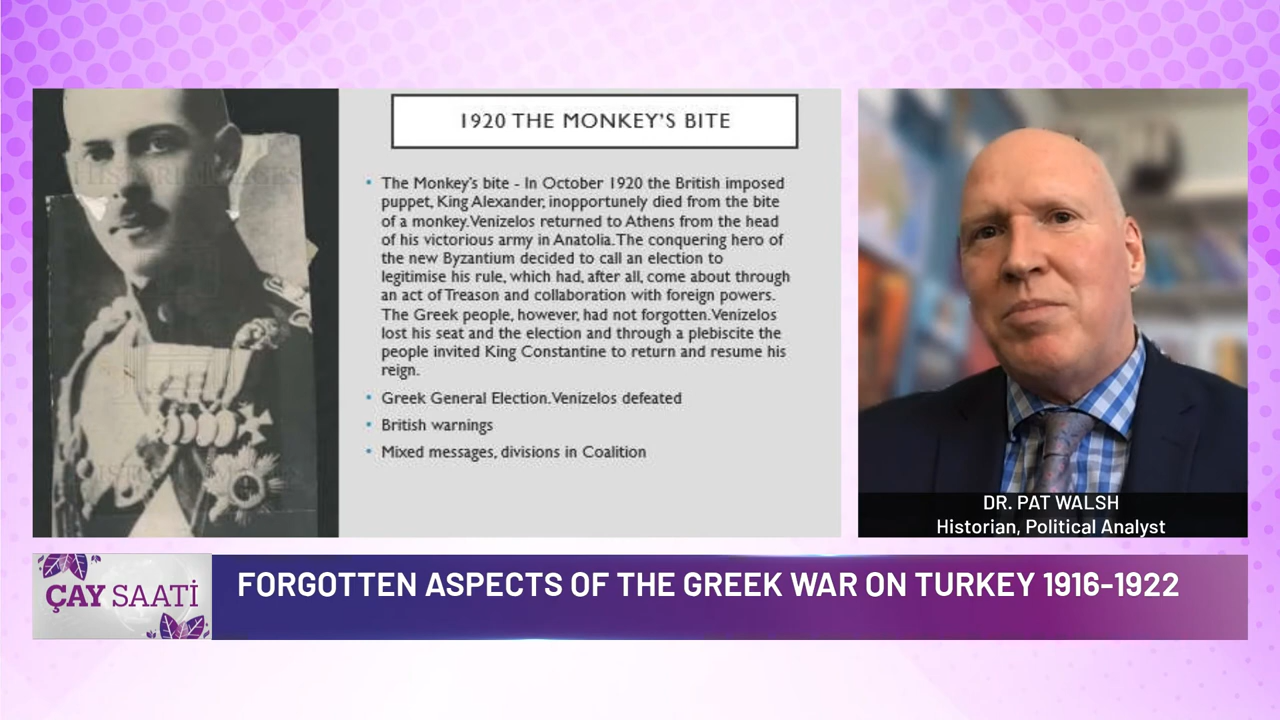 1920 THE MONKEY'S BITE
• The Monkey's bite - In October 1920 the British imposed
puppet, King Alexander, inopportunely died from the bite
of a monkey. Venizelos returned to Athens from the head
of his victorious army in Anatolia. The conquering hero of
the new Byzantium decided to call an election to
legitimise his rule, which had, after all, come about through
an act of Treason and collaboration with foreign powers.
The Greek people, however, had not forgotten. Venizelos
lost his seat and the election and through a plebiscite the
people invited King Constantine to return and resume his
reign.
• Greek General Election. Venizelos defeated
• British warnings
• Mixed messages, divisions in Coalition
DR. PAT WALSH
Historian, Political Analyst
ÇAY SAATİ
FORGOTTEN ASPECTS OF THE GREEK WAR ON TURKEY 1916-1922